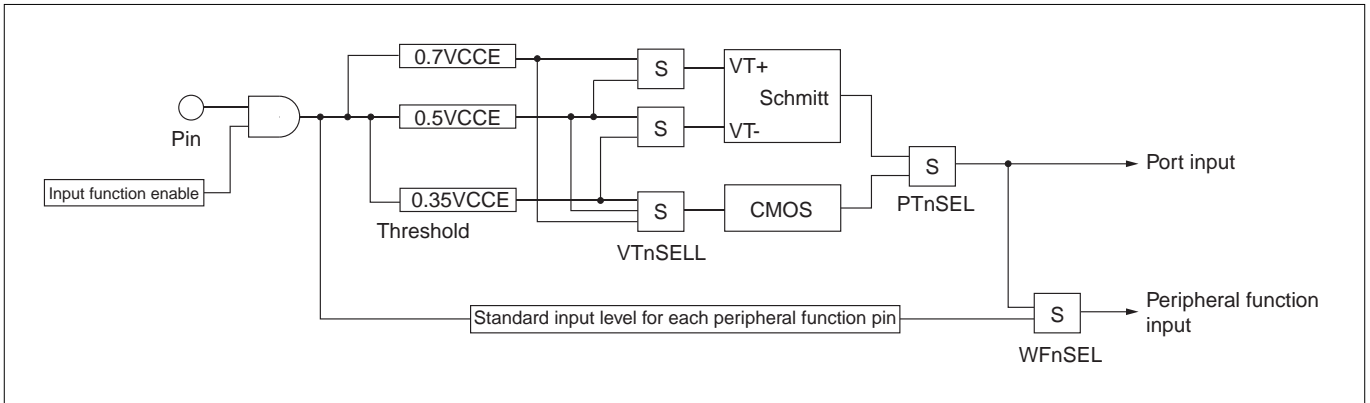 0.7VCCE
S
VT+
Schmitt
VT-
0.5VCCE
S
Pin
Input function enable
0.35VCCE
Threshold
S
VTnSELL
CMOS
S
PTnSEL
Port input
Standard input level for each peripheral function pin
S
WFnSEL
Peripheral function
input